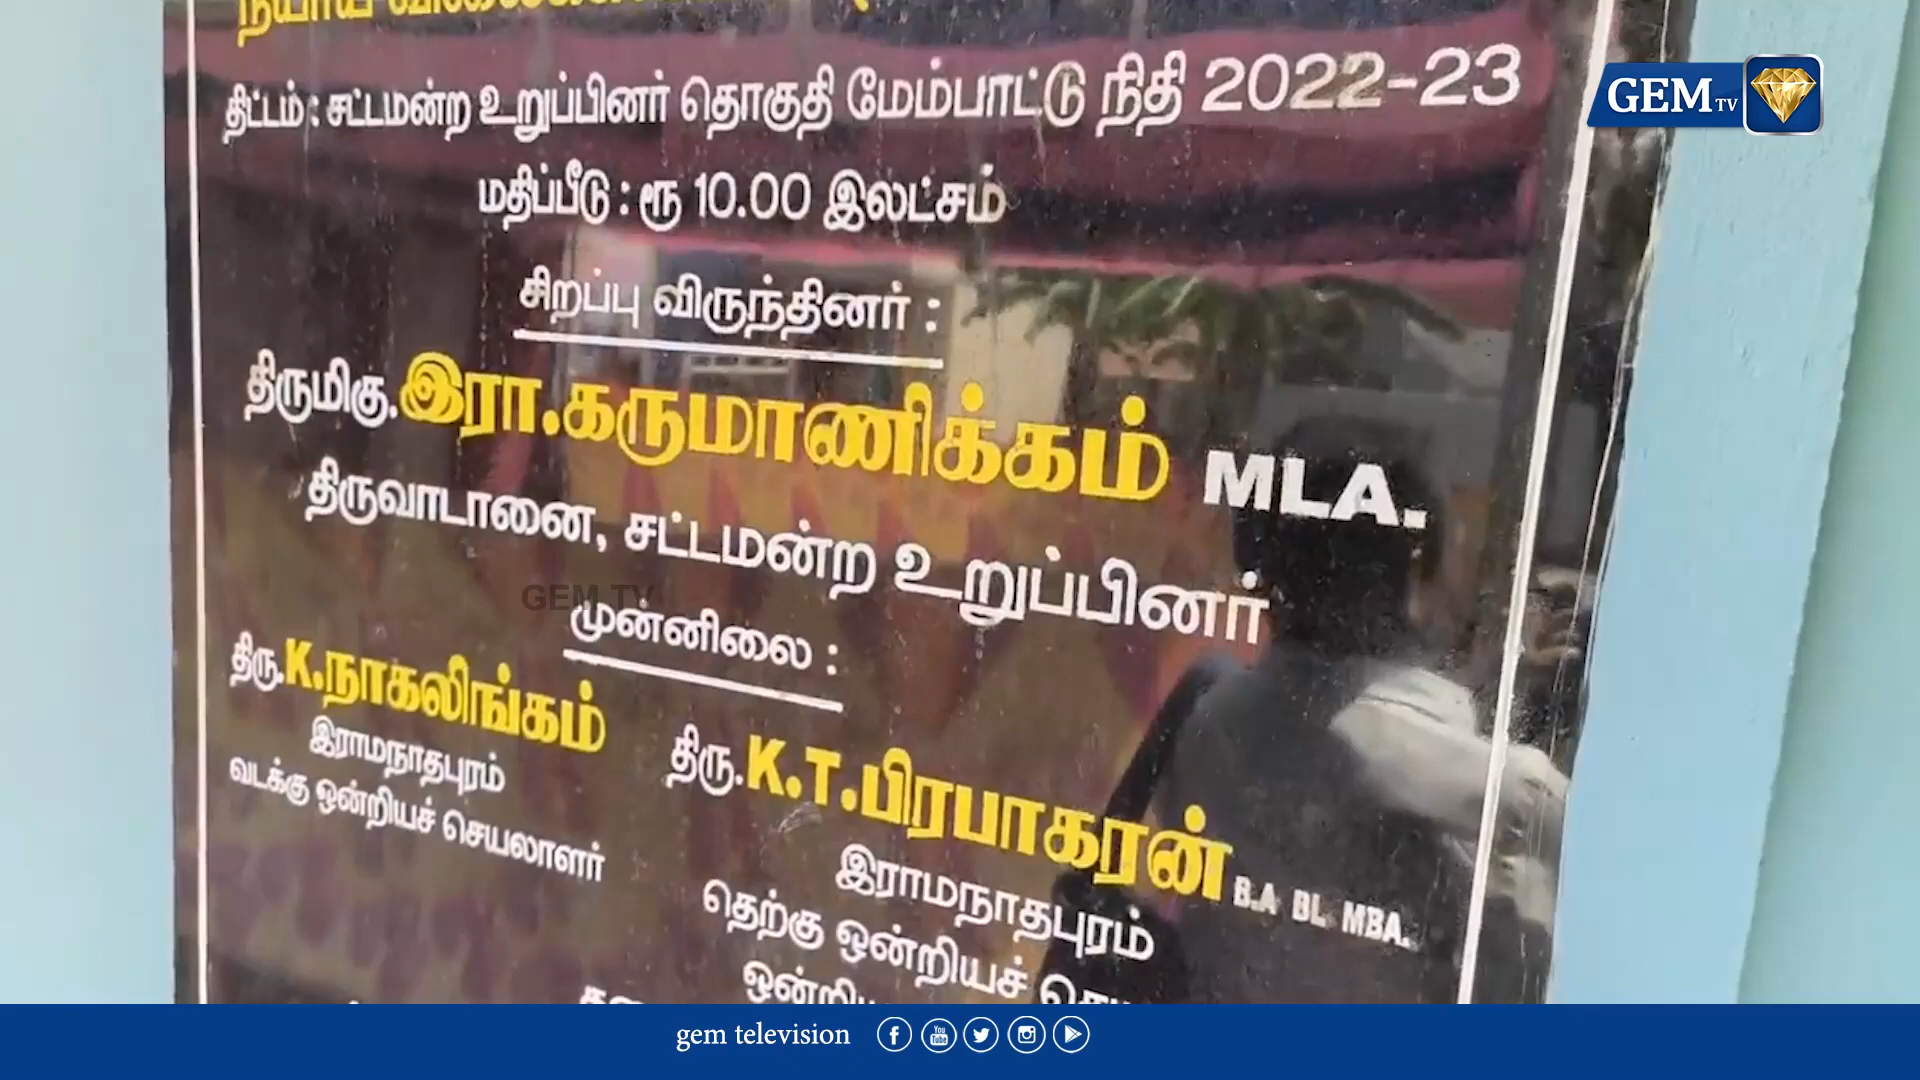 நியாய
திட்டம் : சட்டமன்ற உறுப்பினர் தொகுதி மேம்பாட்டு நிதி 2022-23
மதிப்பீடு : ரூ 10.00 இலட்சம்
சிறப்பு விருந்தினர் :
திருமிகு.இரா.கருமாணிக்கம் MLA.
திருவாடானை, சட்டமன்ற உறுப்பினர்
முன்னிலை :
திரு.K.நாகலிங்கம்
இராமநாதபுரம்
வடக்கு ஒன்றியச் செயலாளர்
திரு.K.T.பிரபாகரன் B.A BL MBA.
இராமநாதபுரம்
தெற்கு ஒன்றியச்
GEM TV
GEM TV
gem television